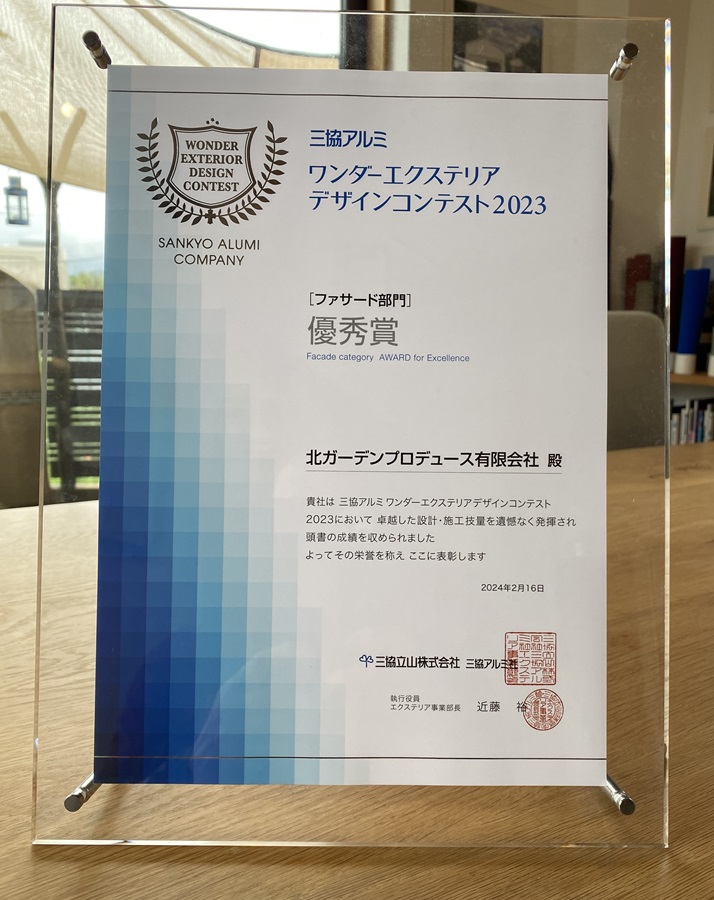 WONDER
EXTERIOR
DESIGN
CONTEST
SANKYO ALUMI
COMPANY
三協アルミ
ワンダーエクステリア
デザインコンテスト2023
［ファサード部門］
優秀賞
Facade category AWARD for Excellence
北ガーデンプロデュース有限会社 殿
貴社は 三協アルミ ワンダーエクステリアデザインコンテスト
2023において 卓越した設計・施工技量を遺憾なく発揮され
頭書の成績を収められました
よってその栄誉を称え ここに表彰します
2024年2月16日
三協立山株式会社 三協アルミ社
執行役員
エクステリア事業部長 近藤 裕